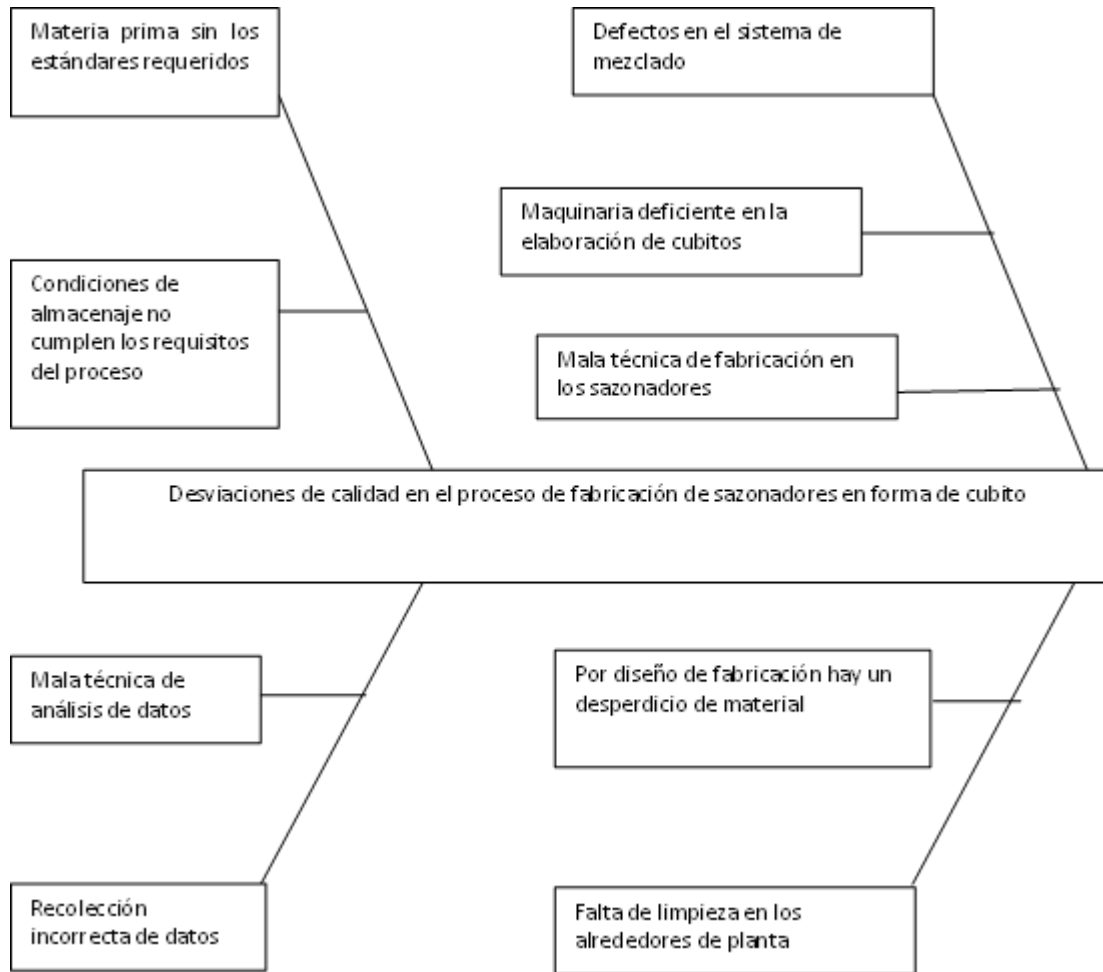 Materia prima sin los
estándares requeridos
Defectos en el sistema de
mezclado
Maquinaria deficiente en la
elaboración de cubitos
Condiciones de
almacenaje no
cumplen los requisitos
del proceso
Mala técnica de fabricación en
los sazonadores
Desviaciones de calidad en el proceso de fabricación de sazonadores en forma de cubito
Mala técnica de
análisis de datos
Por diseño de fabricación hay un
desperdicio de material
Recolección
incorrecta de datos
Falta de limpieza en los
alrededores de planta